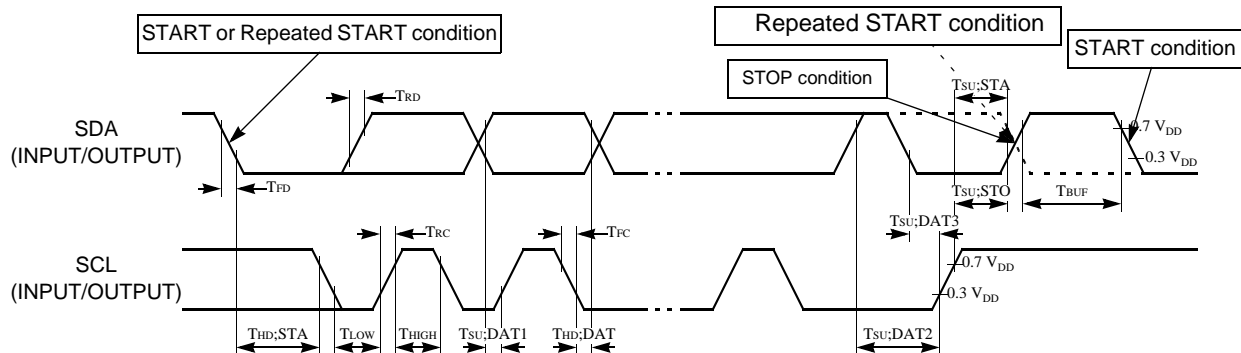 START or Repeated START condition
Repeated START condition
START condition
STOP condition
TRD
TSU;STA
SDA
(INPUT/OUTPUT)
0.7 VDD
0.3 VDD
TFD
TSU;STO
TBUF
TRC
TFC
TSU;DAT3
SCL
(INPUT/OUTPUT)
0.7 VDD
0.3 VDD
THD;STA
TLOW
THIGH
TSU;DAT1
THD;DAT
TSU;DAT2